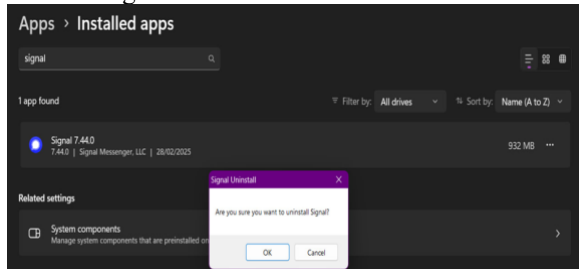 Apps > Installed apps
signal
1 app found
Filter by: All drives
Sort by: Name (A to Z)
Signal 7.44.0
7.44.0 | Signal Messenger, LLC | 28/02/2025
932 MB
Signal Uninstall
Are you sure you want to uninstall Signal?
OK Cancel
Related settings
System components
Manage system components that are preinstalled on